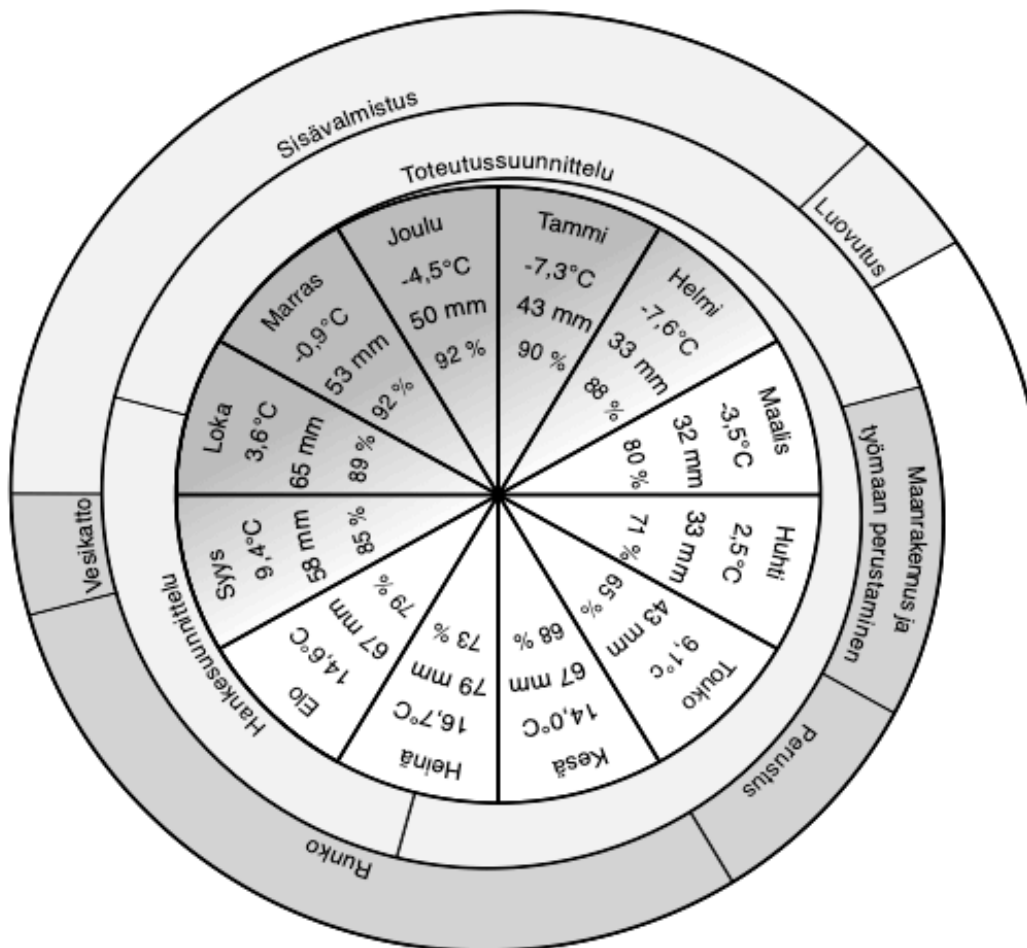 Sisävalmistus
Toteutussuunnittelu
Luovutus
Maanrakennus ja
työmaan perustaminen
Perustus
Runko
Hankesuunnittelu
Vesikatto
Tammi
-7,3°C
43 mm
90 %
Helmi
-7,6°C
33 mm
88 %
Maalis
-3,5°C
32 mm
80 %
Huhti
2,5°C
33 mm
71 %
Touko
9,1°c
43 mm
65 %
Kesä
14,0°C
67 mm
68 %
Heinä
16,7°C
79 mm
73 %
Elo
14,6°C
67 mm
79 %
Syys
9,4°C
58 mm
85 %
Loka
3,6°C
65 mm
89 %
Marras
-0,9°C
53 mm
92 %
Joulu
-4,5°C
50 mm
92 %